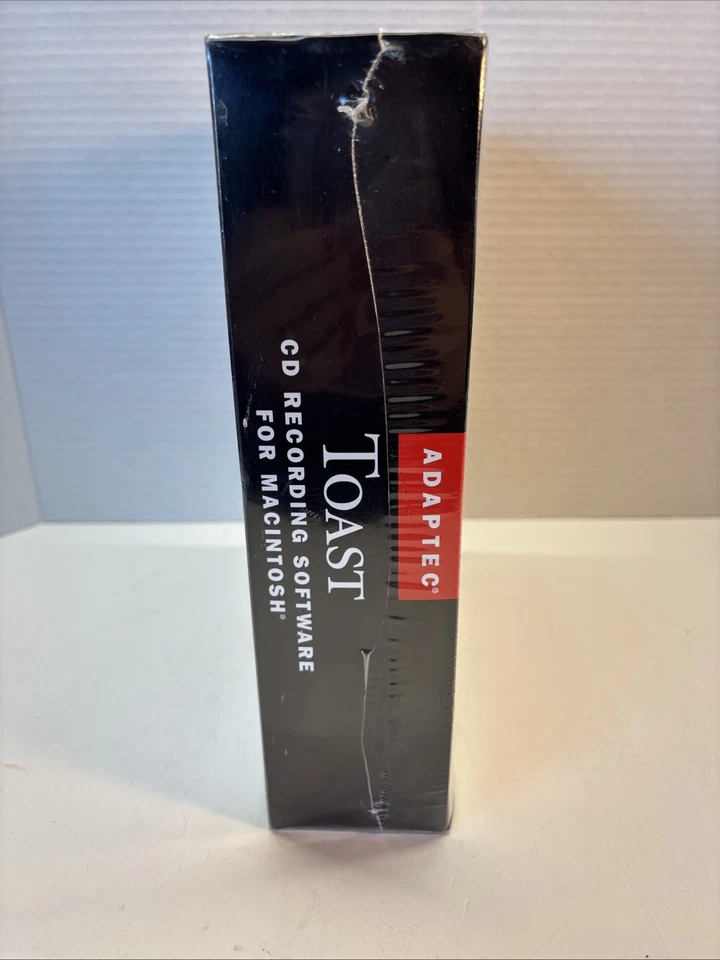 ADAPTEC®
TOAST
CD RECORDING SOFTWARE
FOR MACINTOSH®